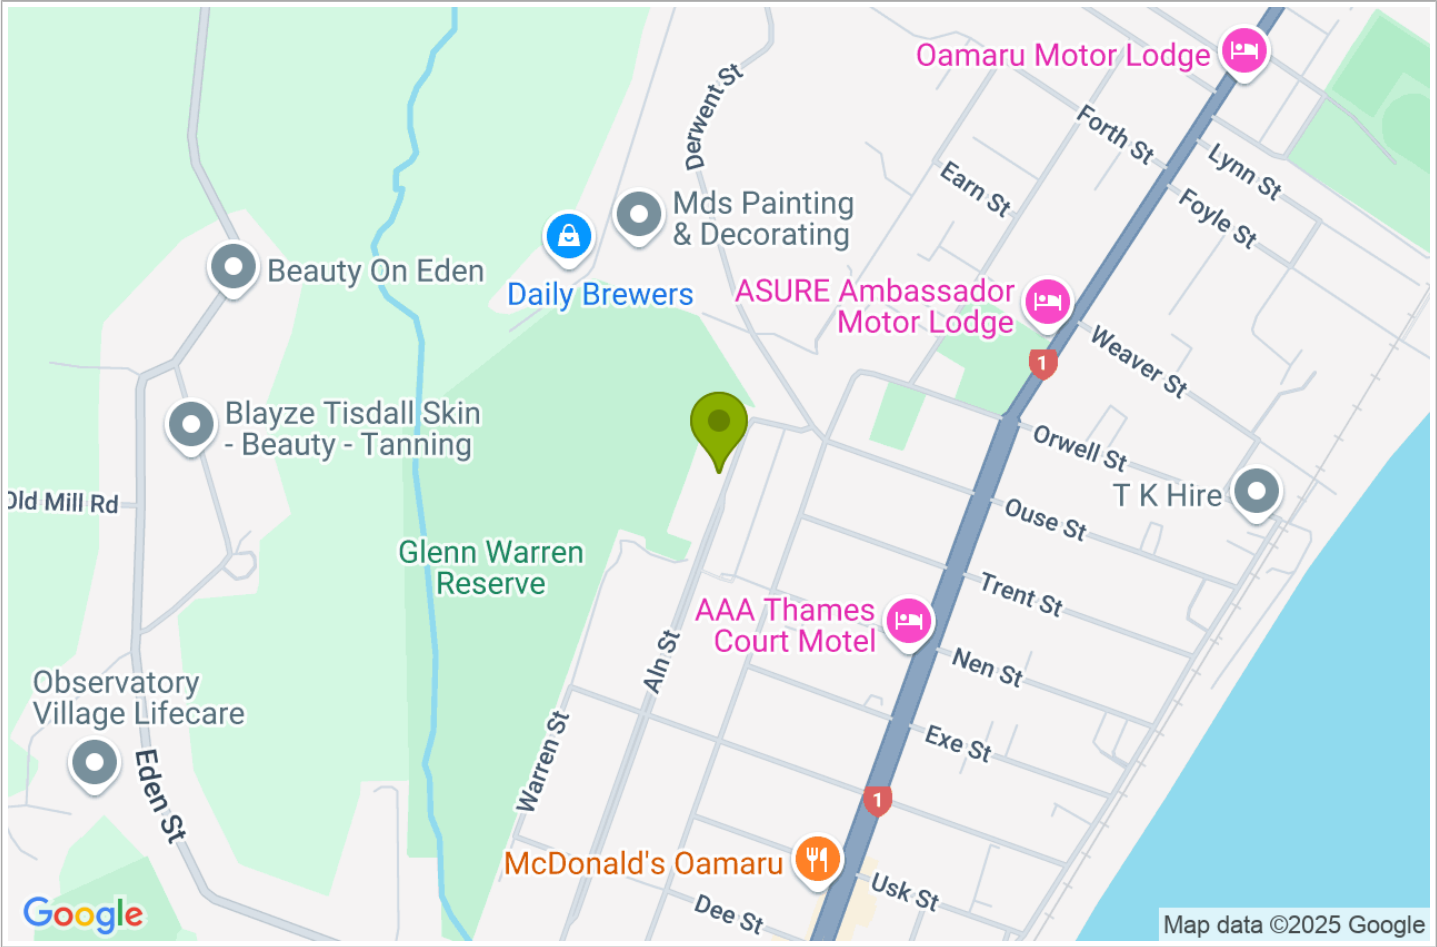 Oamaru Motor Lodge
Derwent St
Forth St
Lynn St
Earn St
Foyle St
Mds Painting
& Decorating
Beauty On Eden
Daily Brewers
ASURE Ambassador
Motor Lodge
1
Weaver St
Blayze Tisdall Skin
- Beauty - Tanning
Orwell St
T K Hire
Old Mill Rd
Ouse St
Glenn Warren
Reserve
Trent St
AAA Thames
Court Motel
Aln St
Nen St
Observatory
Village Lifecare
Warren St
Exe St
Eden St
1
McDonald's Oamaru
Usk St
Dee St
Google
Map data ©2025 Google